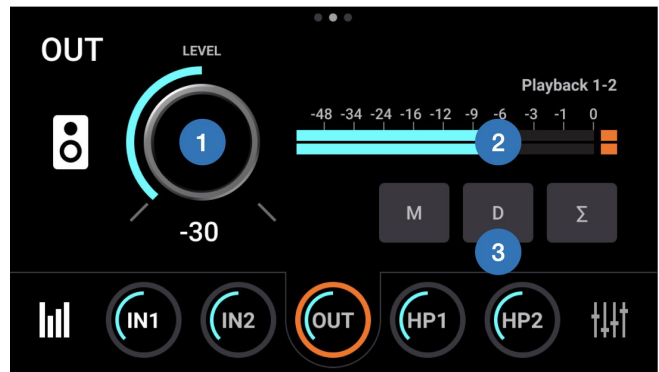 OUT
LEVEL
Playback 1-2
-48 -34 -24 -16 -12 -9 -6 -3 -1 0
1
2
-30
M D Σ
3
IN1 IN2 OUT HP1 HP2